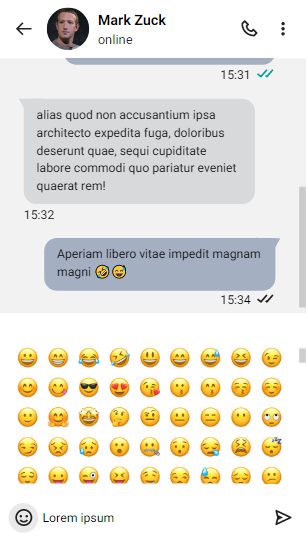 Mark Zuck
online
15:31
alias quod non accusantium ipsa
architecto expedita fuga, doloribus
deserunt quae, sequi cupiditate
labore commodi quo pariatur eveniet
quaerat rem!
15:32
Aperiam libero vitae impedit magnam
magni 🤣😅
15:34
Lorem ipsum